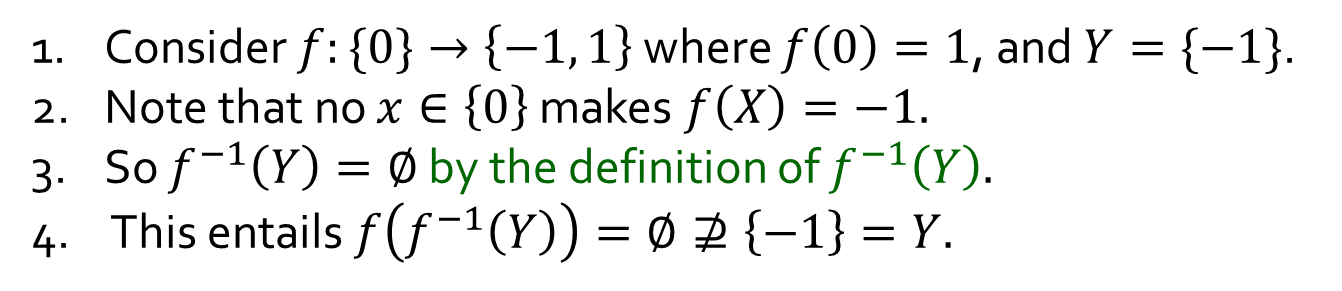 1. Consider 𝑓: {0} → {−1, 1} where 𝑓(0) = 1, and 𝑌 = {−1}.
2. Note that no 𝑥 ∈ {0} makes 𝑓(𝑋) = −1.
3. So 𝑓⁻¹(𝑌) = ∅ by the definition of 𝑓⁻¹(𝑌).
4. This entails 𝑓(𝑓⁻¹(𝑌)) = ∅ ⊉ {−1} = 𝑌.